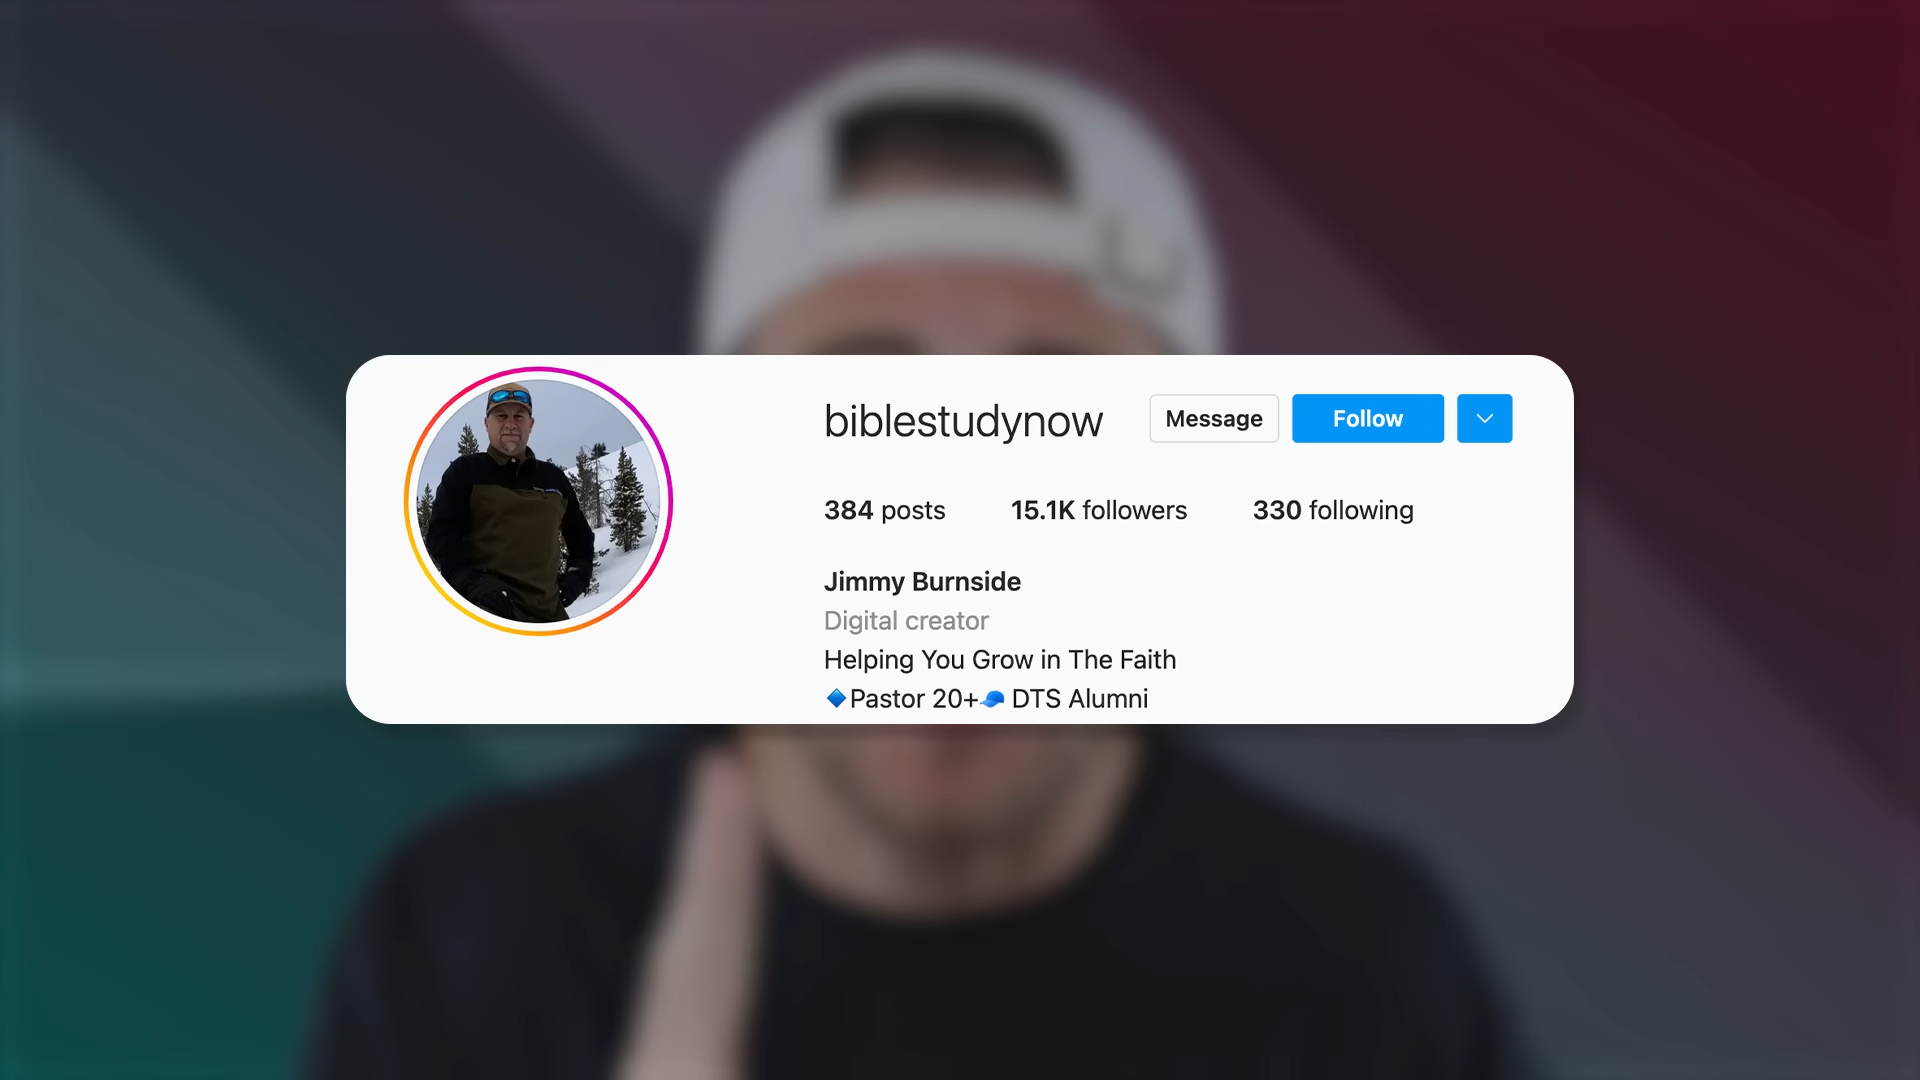 biblestudynow Message Follow
384 posts 15.1K followers 330 following
Jimmy Burnside
Digital creator
Helping You Grow in The Faith
🔷Pastor 20+🧢 DTS Alumni